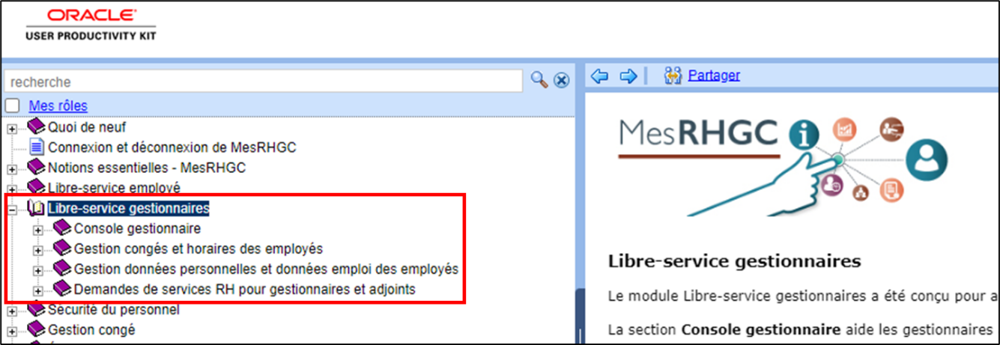 ORACLE
USER PRODUCTIVITY KIT
recherche
Mes rôles
Quoi de neuf
Connexion et déconnexion de MesRHGC
Notions essentielles - MesRHGC
Libre-service employé
Libre-service gestionnaires
Console gestionnaire
Gestion congés et horaires des employés
Gestion données personnelles et données emploi des employés
Demandes de services RH pour gestionnaires et adjoints
Sécurité du personnel
Gestion congé
Partager
MesRHGC
Libre-service gestionnaires
Le module Libre-service gestionnaires a été conçu pour a
La section Console gestionnaire aide les gestionnaires